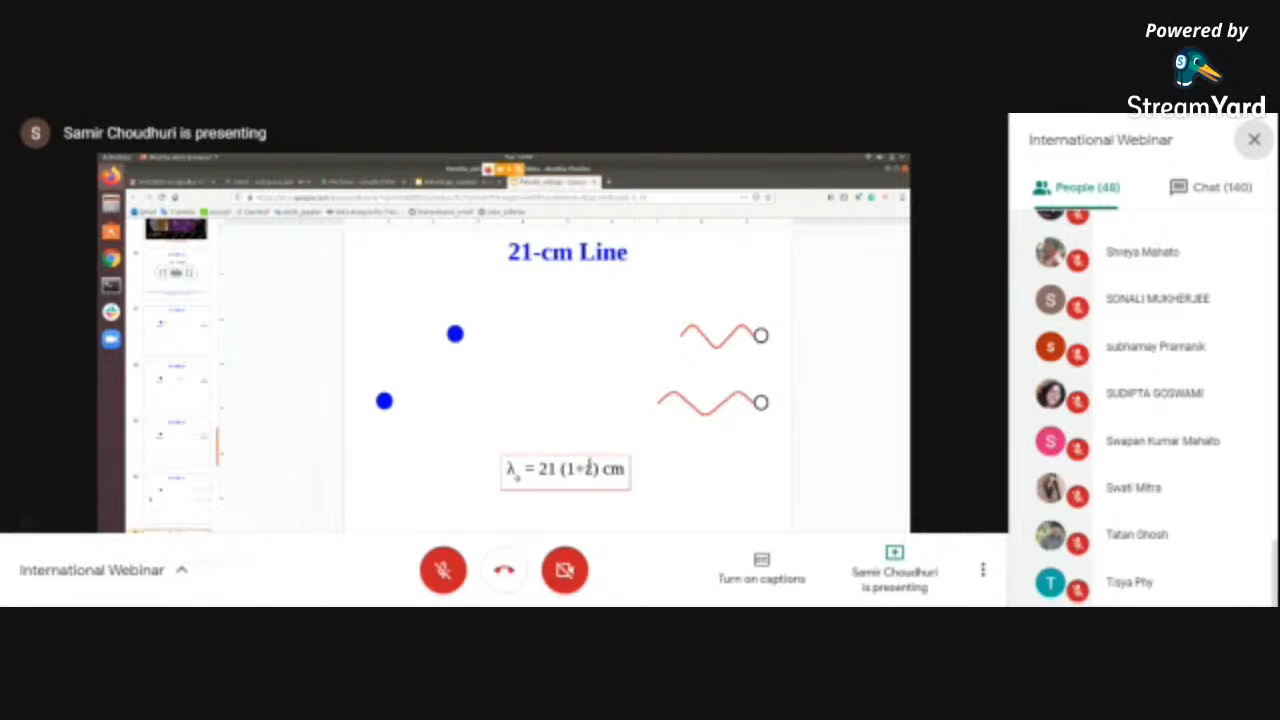 Powered by
StreamYard
S
Samir Choudhuri is presenting
International Webinar
People (48)
Chat (140)
21-cm Line
λo = 21 (1+z) cm
Shreya Mahato
S
SONALI MUKHERJEE
s
subhamay Pramanik
SUDIPTA GOSWAMI
S
Swapan Kumar Mahato
Swati Mitra
Tatan Ghosh
T
Tisya Phy
International Webinar
Turn on captions
Samir Choudhuri
is presenting